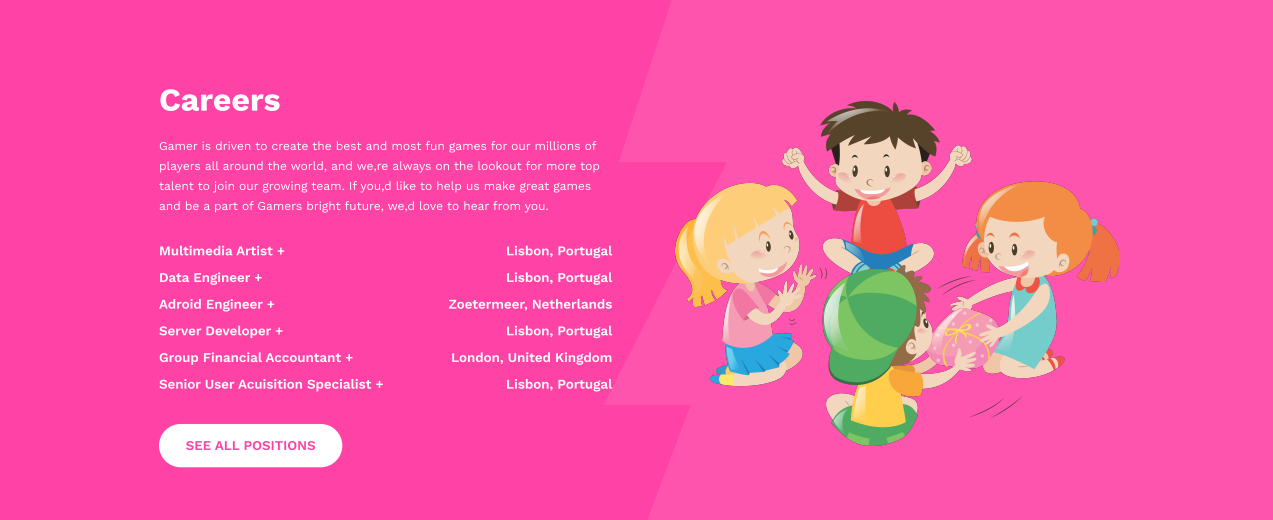 Careers
Gamer is driven to create the best and most fun games for our millions of
players all around the world, and we,re always on the lookout for more top
talent to join our growing team. If you,d like to help us make great games
and be a part of Gamers bright future, we,d love to hear from you.
Multimedia Artist + Lisbon, Portugal
Data Engineer + Lisbon, Portugal
Adroid Engineer + Zoetermeer, Netherlands
Server Developer + Lisbon, Portugal
Group Financial Accountant + London, United Kingdom
Senior User Acuisition Specialist + Lisbon, Portugal
SEE ALL POSITIONS